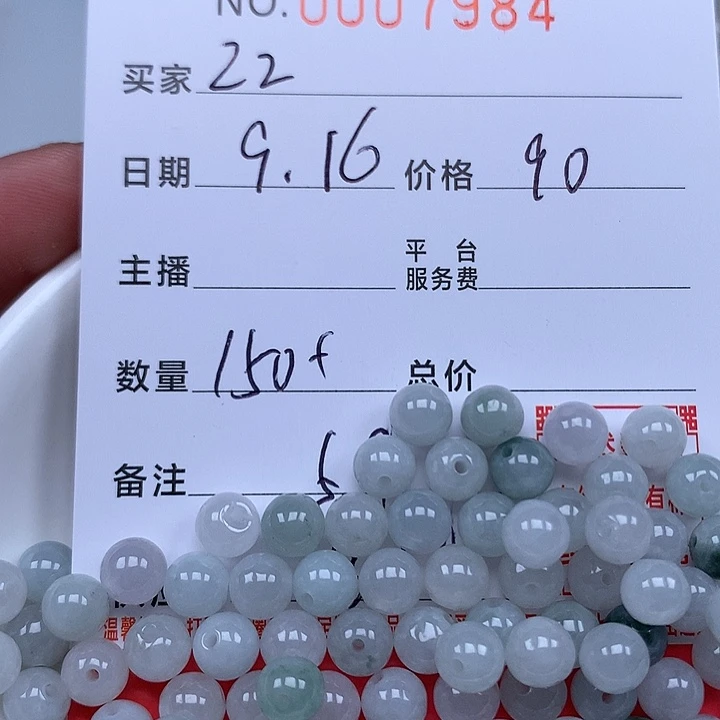 NO. 0007984
买家 22
日期 9.16 价格 90
主播 平台服务费
数量 150+ 总价
备注